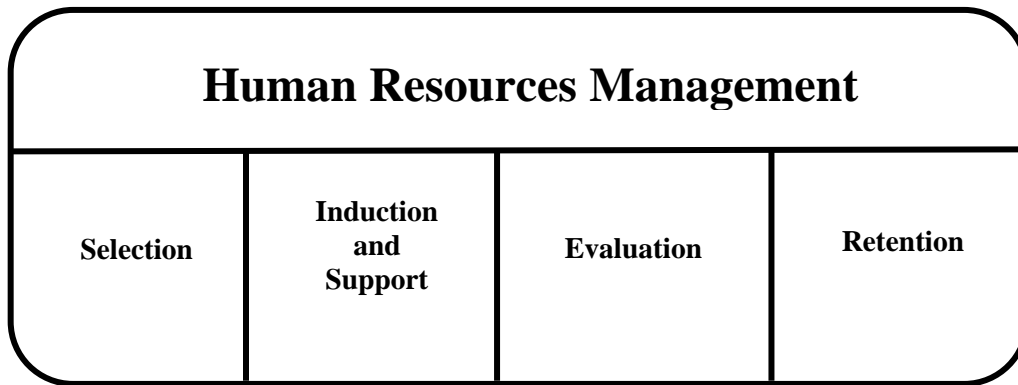 Human Resources Management
Selection
Induction
and
Support
Evaluation
Retention